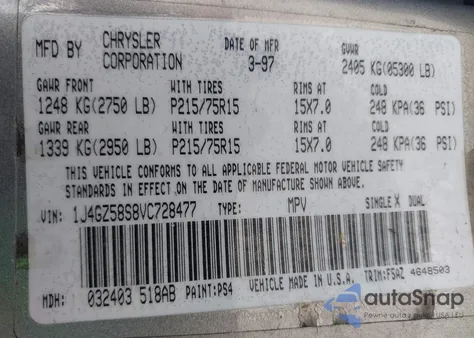 MFD BY CHRYSLER CORPORATION DATE OF MFR 3-97 GVWR 2405 KG(05300 LB)
GAWR FRONT WITH TIRES RIMS AT COLD
1248 KG(2750 LB) P215/75R15 15X7.0 248 KPA(36 PSI)
GAWR REAR WITH TIRES RIMS AT COLD
1339 KG(2950 LB) P215/75R15 15X7.0 248 KPA(36 PSI)
THIS VEHICLE CONFORMS TO ALL APPLICABLE FEDERAL MOTOR VEHICLE SAFETY
STANDARDS IN EFFECT ON THE DATE OF MANUFACTURE SHOWN ABOVE.
VIN: 1J4GZ58S8VC728477 TYPE: MPV SINGLE X DUAL
MDH: 032403 518AB PAINT:PS4 VEHICLE MADE IN U.S.A. TRIM:F5AZ 4648503
autoSnap